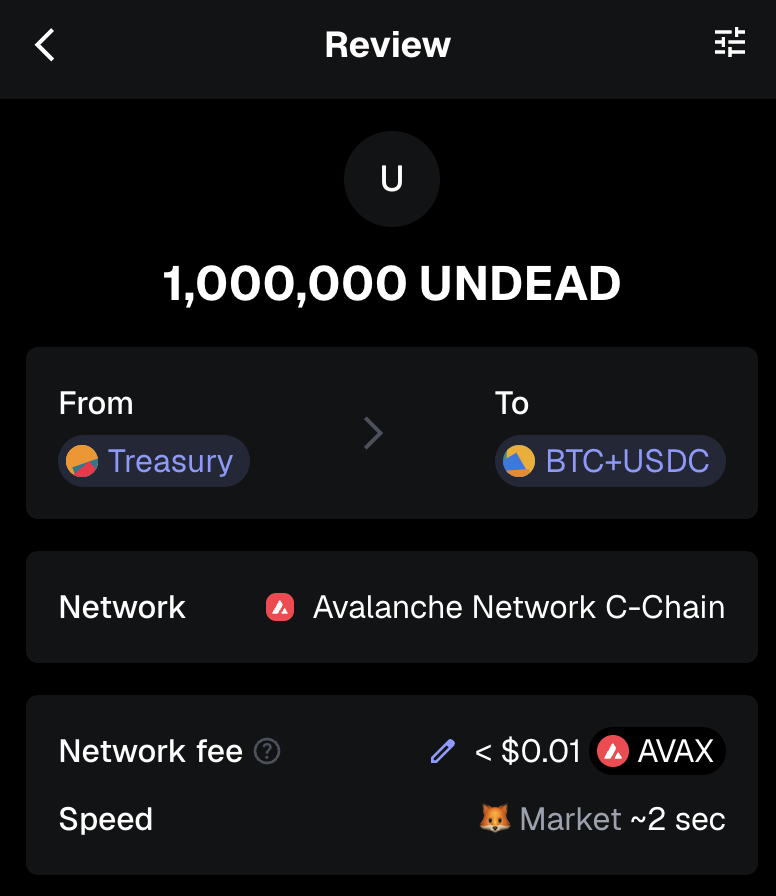 Review
U
1,000,000 UNDEAD
From
To
Treasury
BTC+USDC
Network
Avalanche Network C-Chain
Network fee ?
< $0.01 AVAX
Speed
Market ~2 sec